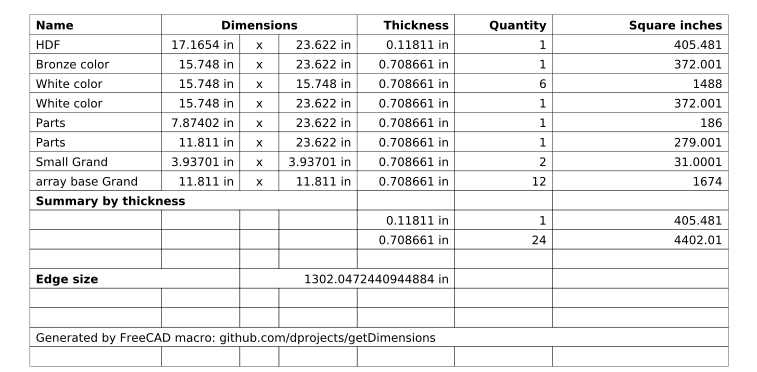 Name Dimensions Thickness Quantity Square inches
HDF 17.1654 in x 23.622 in 0.11811 in 1 405.481
Bronze color 15.748 in x 23.622 in 0.708661 in 1 372.001
White color 15.748 in x 15.748 in 0.708661 in 6 1488
White color 15.748 in x 23.622 in 0.708661 in 1 372.001
Parts 7.87402 in x 23.622 in 0.708661 in 1 186
Parts 11.811 in x 23.622 in 0.708661 in 1 279.001
Small Grand 3.93701 in x 3.93701 in 0.708661 in 2 31.0001
array base Grand 11.811 in x 11.811 in 0.708661 in 12 1674
Summary by thickness
0.11811 in 1 405.481
0.708661 in 24 4402.01
Edge size 1302.0472440944884 in
Generated by FreeCAD macro: github.com/dprojects/getDimensions